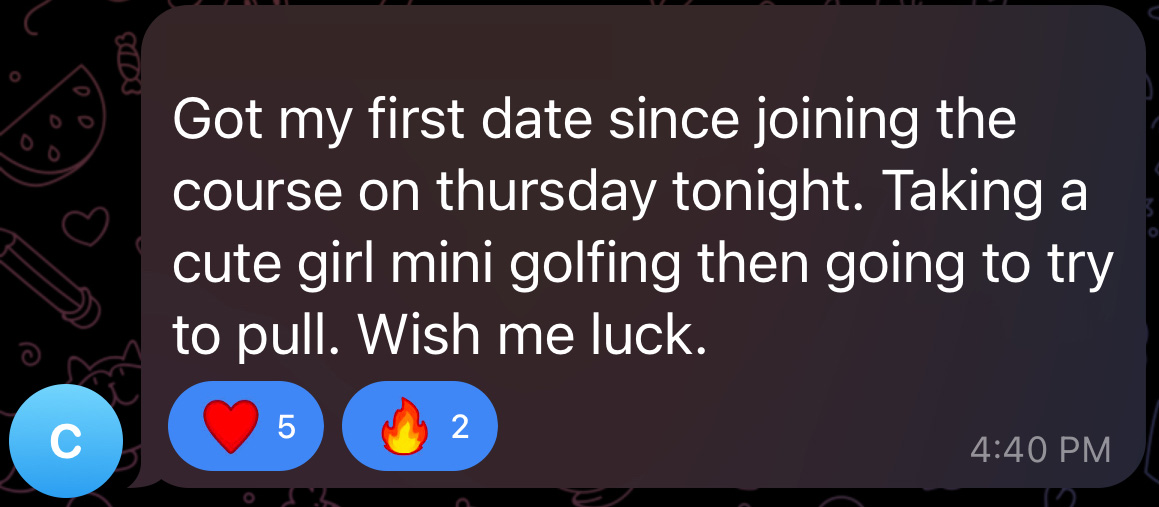 Got my first date since joining the
course on thursday tonight. Taking a
cute girl mini golfing then going to try
to pull. Wish me luck.
❤️ 5 🔥 2
4:40 PM
C